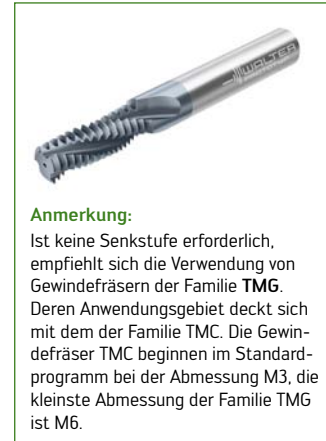 WALTER
Anmerkung:
Ist keine Senkstufe erforderlich,
empfiehlt sich die Verwendung von
Gewindefräsern der Familie TMG.
Deren Anwendungsgebiet deckt sich
mit dem der Familie TMC. Die Gewin-
defräser TMC beginnen im Standard-
programm bei der Abmessung M3, die
kleinste Abmessung der Familie TMG
ist M6.